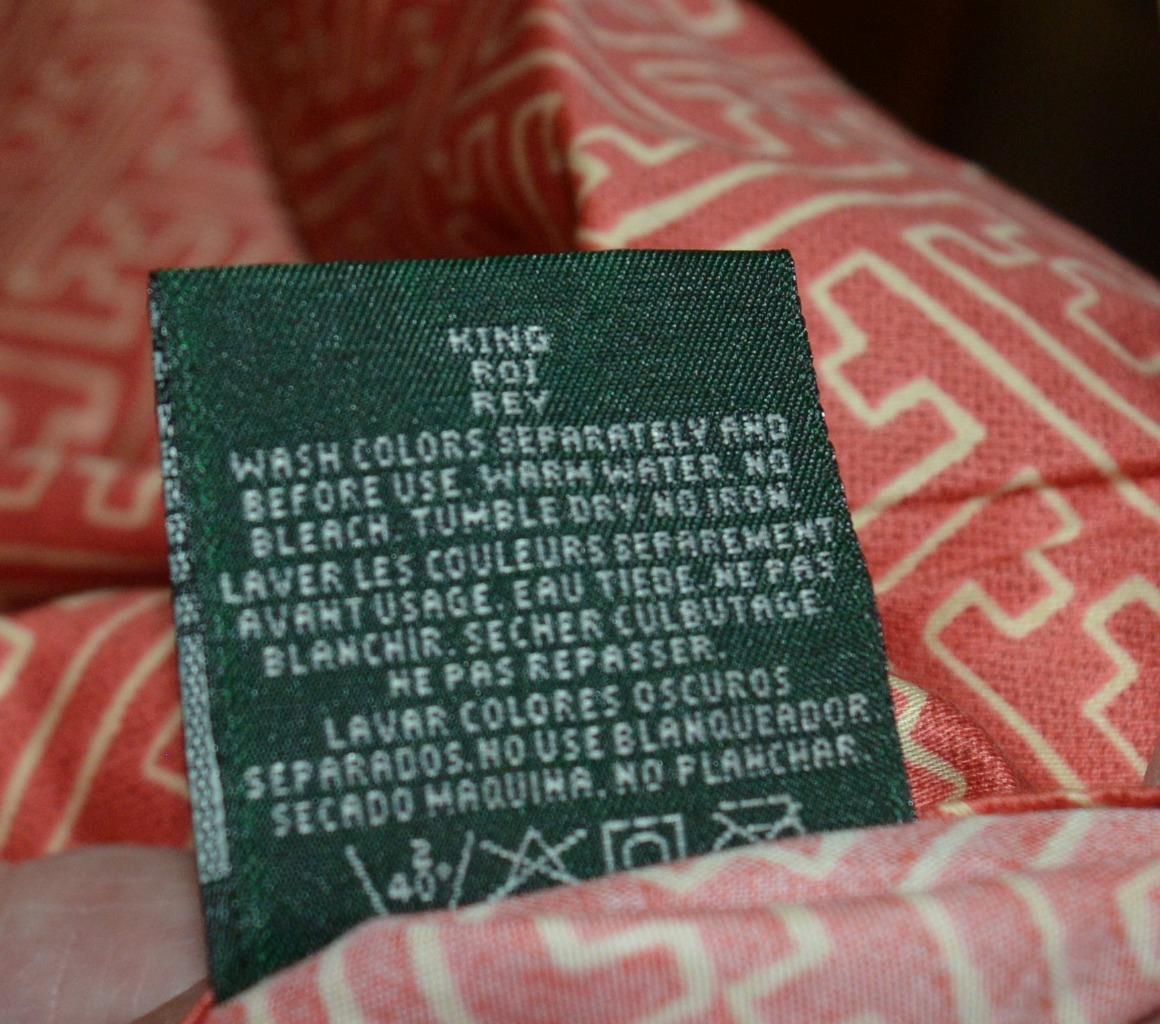 KING
ROI
REY
WASH COLORS SEPARATELY AND
BEFORE USE. WARM WATER. NO
BLEACH. TUMBLE DRY. NO IRON
LAVER LES COULEURS SEPAREMENT
AVANT USAGE. EAU TIEDE. NE PAS
BLANCHIR. SECHER CULBUTAGE
NE PAS REPASSER.
LAVAR COLORES OSCUROS
SEPARADOS. NO USE BLANQUEADOR
SECADO MAQUINA. NO PLANCHAR.
2
40°